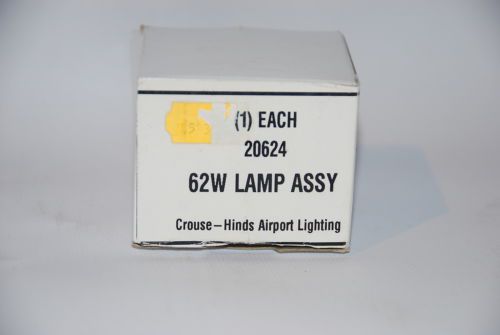 (1) EACH
20624
62W LAMP ASSY
Crouse-Hinds Airport Lighting